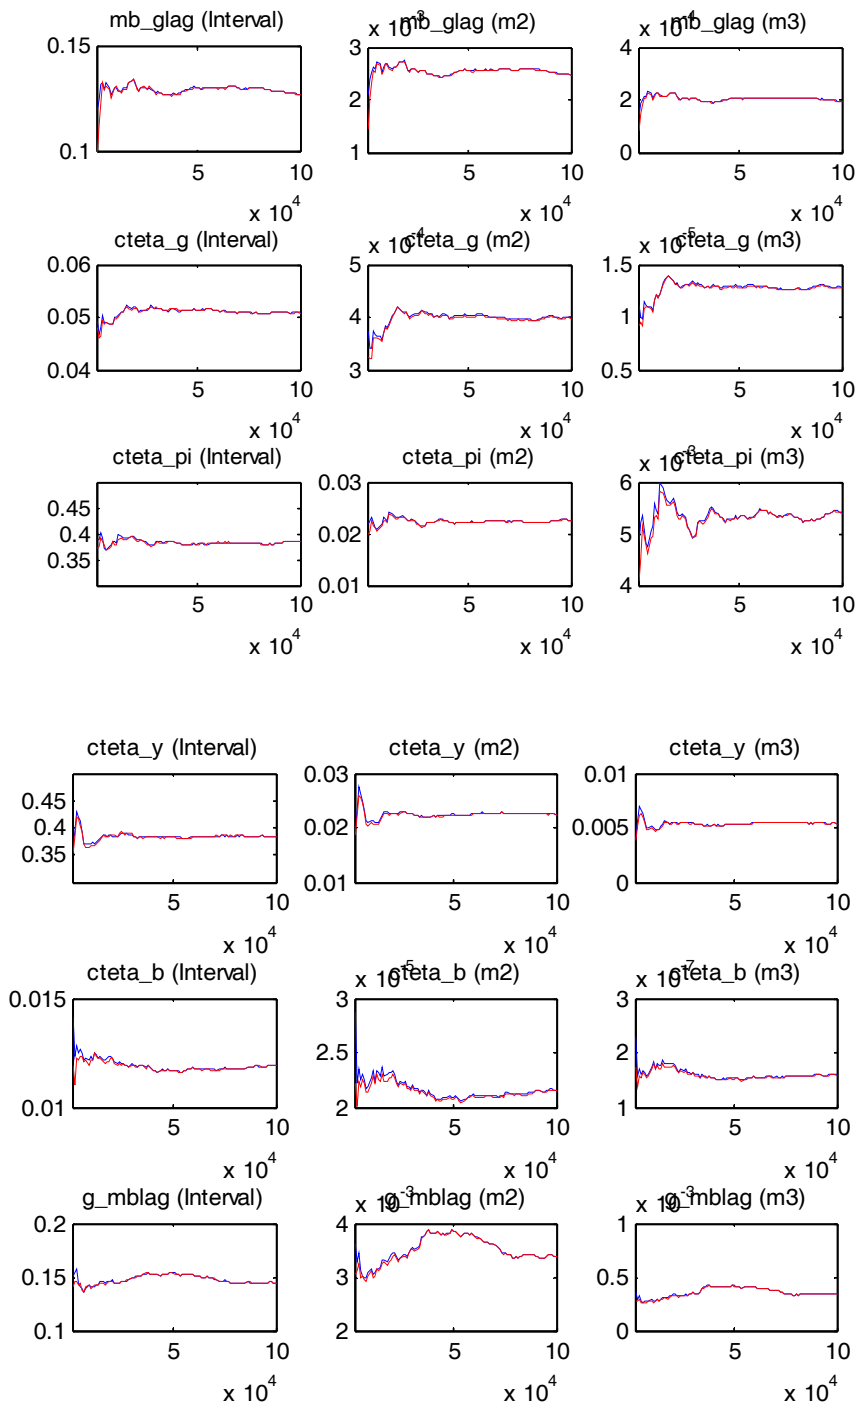 mb_glag (Interval) x 10^-3 mb_glag (m2) x 10^-4 mb_glag (m3)
0.15 3 4
2.5
2 2
1.5
0.1 1 0
5 10 5 10 5 10
x 10^4 x 10^4 x 10^4
cteta_g (Interval) x 10^-4 cteta_g (m2) x 10^-5 cteta_g (m3)
0.06 5 1.5
0.05 4 1
0.04 3 0.5
5 10 5 10 5 10
x 10^4 x 10^4 x 10^4
cteta_pi (Interval) cteta_pi (m2) x 10^-3 cteta_pi (m3)
0.03 6
0.45
0.4 0.02 5
0.35
0.01 4
5 10 5 10 5 10
x 10^4 x 10^4 x 10^4
cteta_y (Interval) cteta_y (m2) cteta_y (m3)
0.03 0.01
0.45
0.4 0.02 0.005
0.35
0.01 0
5 10 5 10 5 10
x 10^4 x 10^4 x 10^4
cteta_b (Interval) x 10^-5 cteta_b (m2) x 10^-7 cteta_b (m3)
0.015 3 3
2.5 2
0.01 2 1
5 10 5 10 5 10
x 10^4 x 10^4 x 10^4
g_mblag (Interval) x 10^-3 g_mblag (m2) x 10^-3 g_mblag (m3)
0.2 4 1
0.15 3 0.5
0.1 2 0
5 10 5 10 5 10
x 10^4 x 10^4 x 10^4